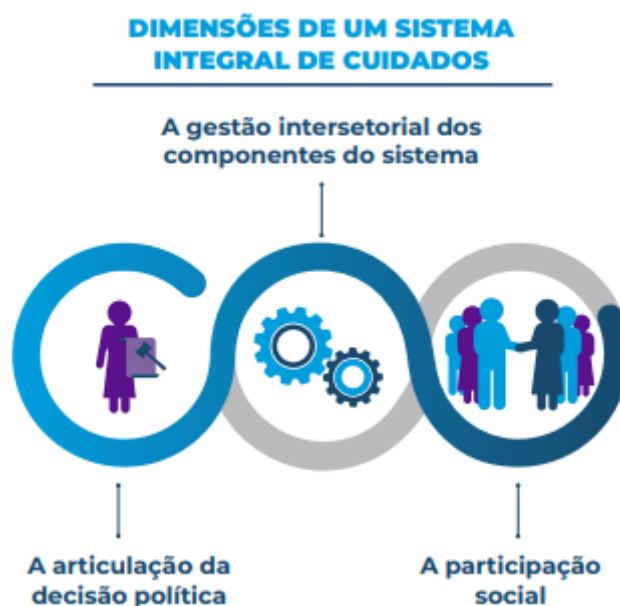 DIMENSÕES DE UM SISTEMA
INTEGRAL DE CUIDADOS
A gestão intersetorial dos
componentes do sistema
A articulação da
decisão política
A participação
social